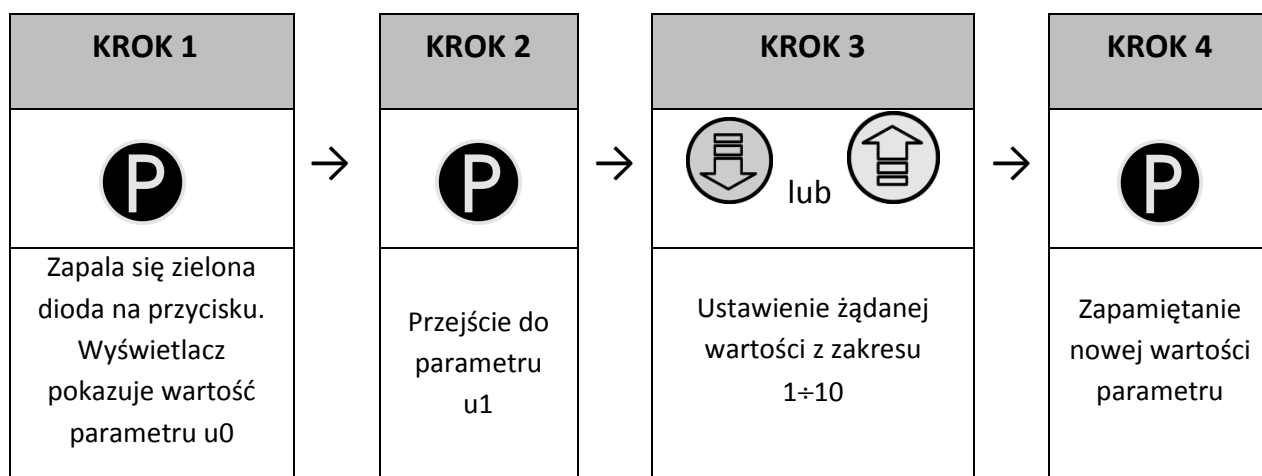 KROK 1
P
Zapala się zielona
dioda na przycisku.
Wyświetlacz
pokazuje wartość
parametru u0
→
KROK 2
P
Przejście do
parametru
u1
→
KROK 3
lub
Ustawienie żądanej
wartości z zakresu
1÷10
→
KROK 4
P
Zapamiętanie
nowej wartości
parametru